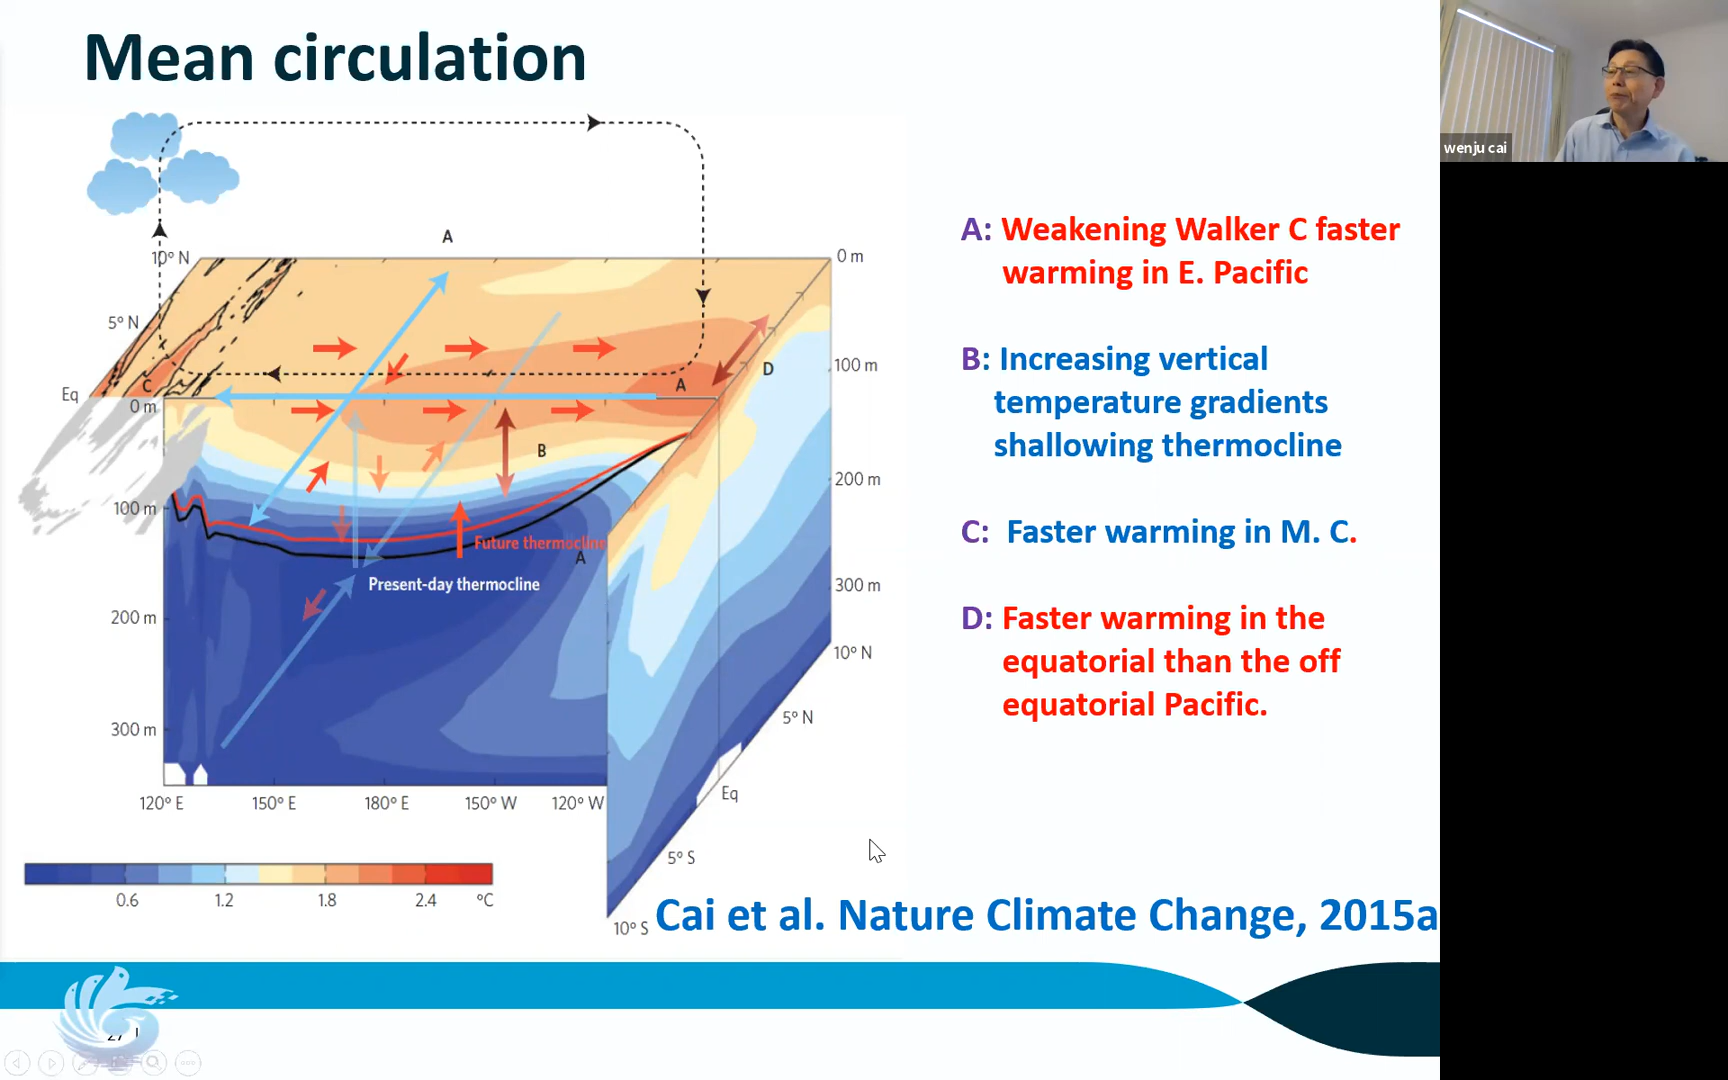 Mean circulation
wenju cai
A
10° N
0 m
5° N
100 m
D
C
A
Eq
0 m
B
200 m
100 m
Future thermocline
A
Present-day thermocline
300 m
200 m
10° N
5° N
300 m
Eq
120° E
150° E
180° E
150° W
120° W
5° S
0.6
1.2
1.8
2.4
°C
10° S
A: Weakening Walker C faster
warming in E. Pacific
B: Increasing vertical
temperature gradients
shallowing thermocline
C: Faster warming in M. C.
D: Faster warming in the
equatorial than the off
equatorial Pacific.
Cai et al. Nature Climate Change, 2015a